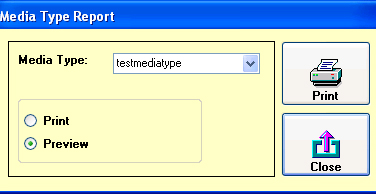 Media Type Report
Media Type:
testmediatype
Print
Print
Preview
Close